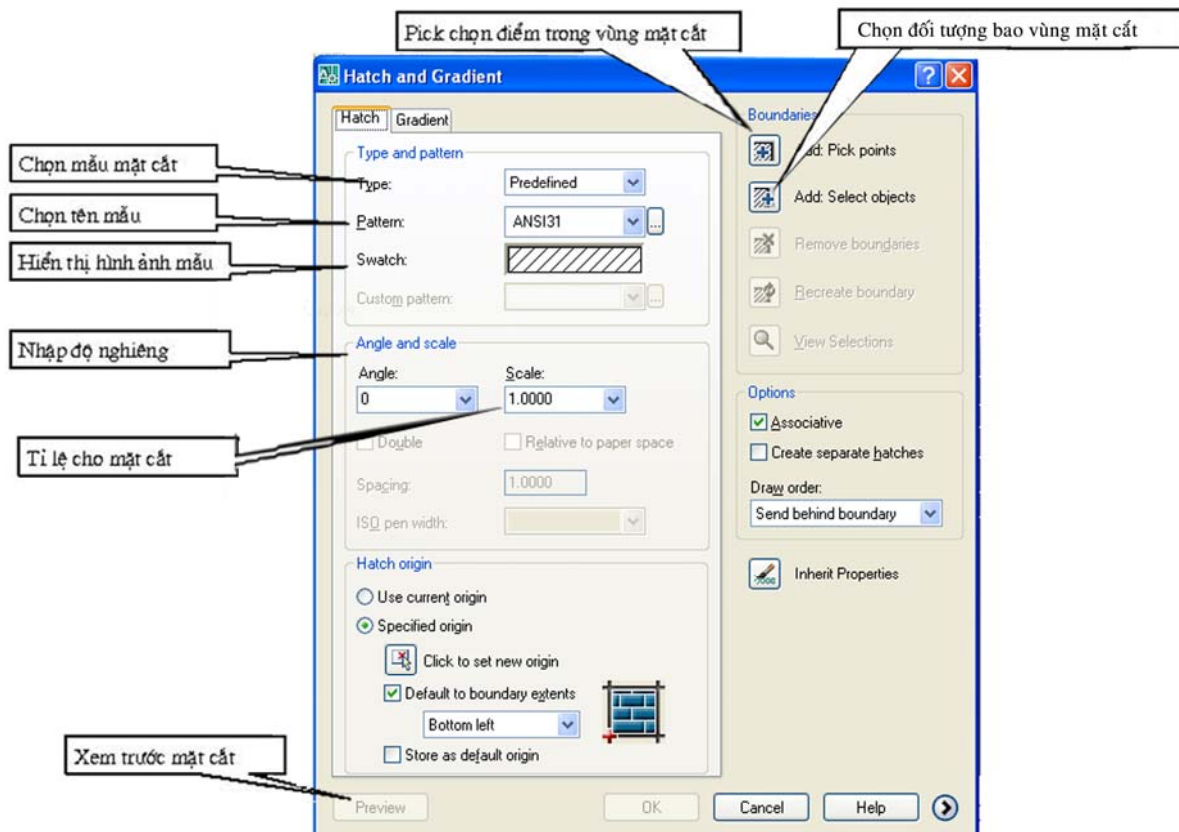 Pick chọn điểm trong vùng mặt cắt
Chọn đối tượng bao vùng mặt cắt
Hatch and Gradient
Hatch
Gradient
Chọn mẫu mặt cắt
Chọn tên mẫu
Hiển thị hình ảnh mẫu
Nhập độ nghiêng
Tỉ lệ cho mặt cắt
Xem trước mặt cắt
Type and pattern
Type:
Predefined
Pattern:
ANSI31
...
Swatch:
Custom pattern:
...
Angle and scale
Angle:
Scale:
0
1.0000
Double
Relative to paper space
Spacing:
1.0000
ISO pen width:
Hatch origin
Use current origin
Specified origin
Click to set new origin
Default to boundary extents
Bottom left
Store as default origin
Boundaries
Add: Pick points
Add: Select objects
Remove boundaries
Recreate boundary
View Selections
Options
Associative
Create separate hatches
Draw order:
Send behind boundary
Inherit Properties
Preview
OK
Cancel
Help